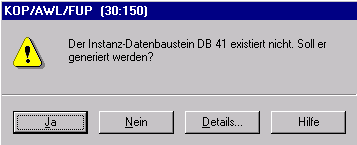 KOP/AWL/FUP (30:150)
Der Instanz-Datenbaustein DB 41 existiert nicht. Soll er
generiert werden?
Ja
Nein
Details...
Hilfe